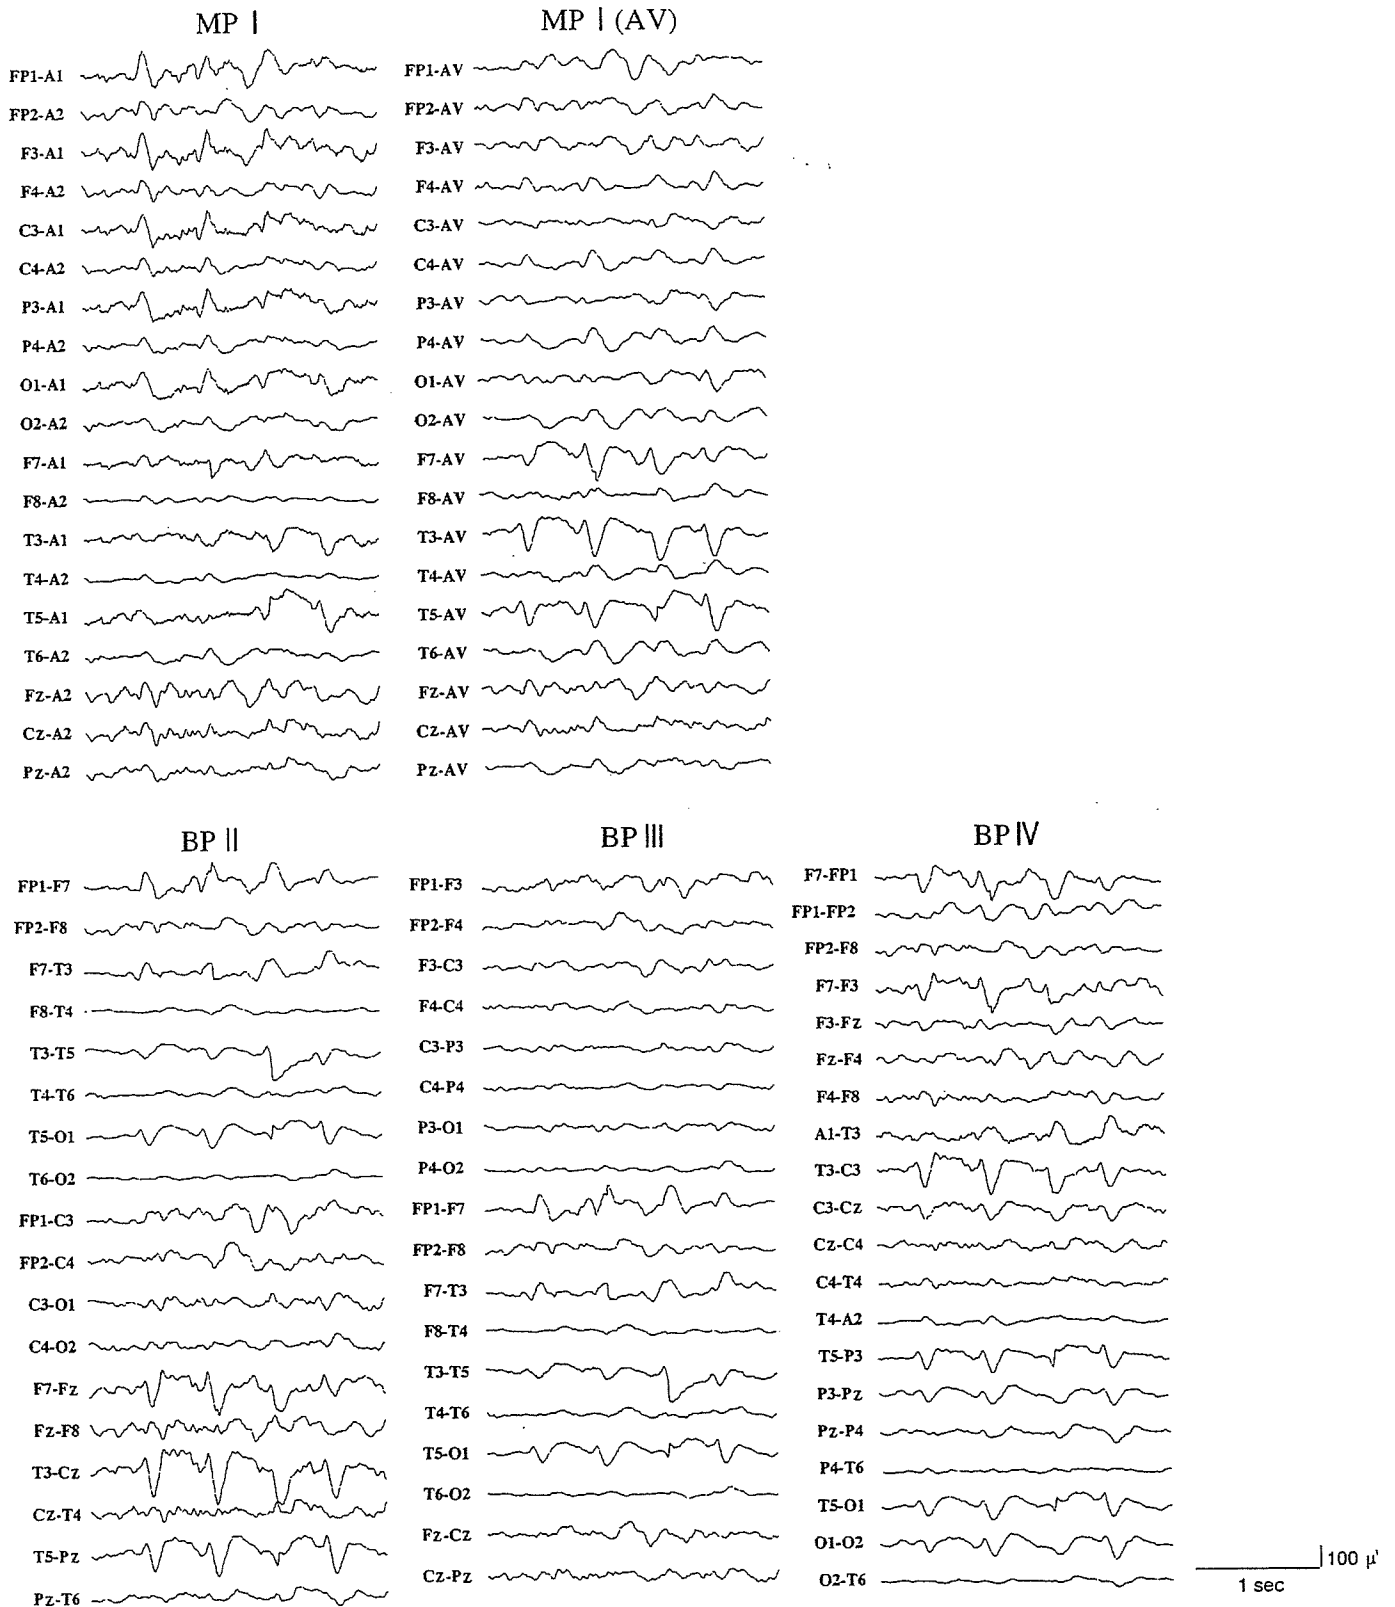 MP I
FP1-A1
FP2-A2
F3-A1
F4-A2
C3-A1
C4-A2
P3-A1
P4-A2
O1-A1
O2-A2
F7-A1
F8-A2
T3-A1
T4-A2
T5-A1
T6-A2
Fz-A2
Cz-A2
Pz-A2
MP I (AV)
FP1-AV
FP2-AV
F3-AV
F4-AV
C3-AV
C4-AV
P3-AV
P4-AV
O1-AV
O2-AV
F7-AV
F8-AV
T3-AV
T4-AV
T5-AV
T6-AV
Fz-AV
Cz-AV
Pz-AV
BP II
FP1-F7
FP2-F8
F7-T3
F8-T4
T3-T5
T4-T6
T5-O1
T6-O2
FP1-C3
FP2-C4
C3-O1
C4-O2
F7-Fz
Fz-F8
T3-Cz
Cz-T4
T5-Pz
Pz-T6
BP III
FP1-F3
FP2-F4
F3-C3
F4-C4
C3-P3
C4-P4
P3-O1
P4-O2
FP1-F7
FP2-F8
F7-T3
F8-T4
T3-T5
T4-T6
T5-O1
T6-O2
Fz-Cz
Cz-Pz
BP IV
F7-FP1
FP1-FP2
FP2-F8
F7-F3
F3-Fz
Fz-F4
F4-F8
A1-T3
T3-C3
C3-Cz
Cz-C4
C4-T4
T4-A2
T5-P3
P3-Pz
Pz-P4
P4-T6
T5-O1
O1-O2
O2-T6
100 μ
1 sec